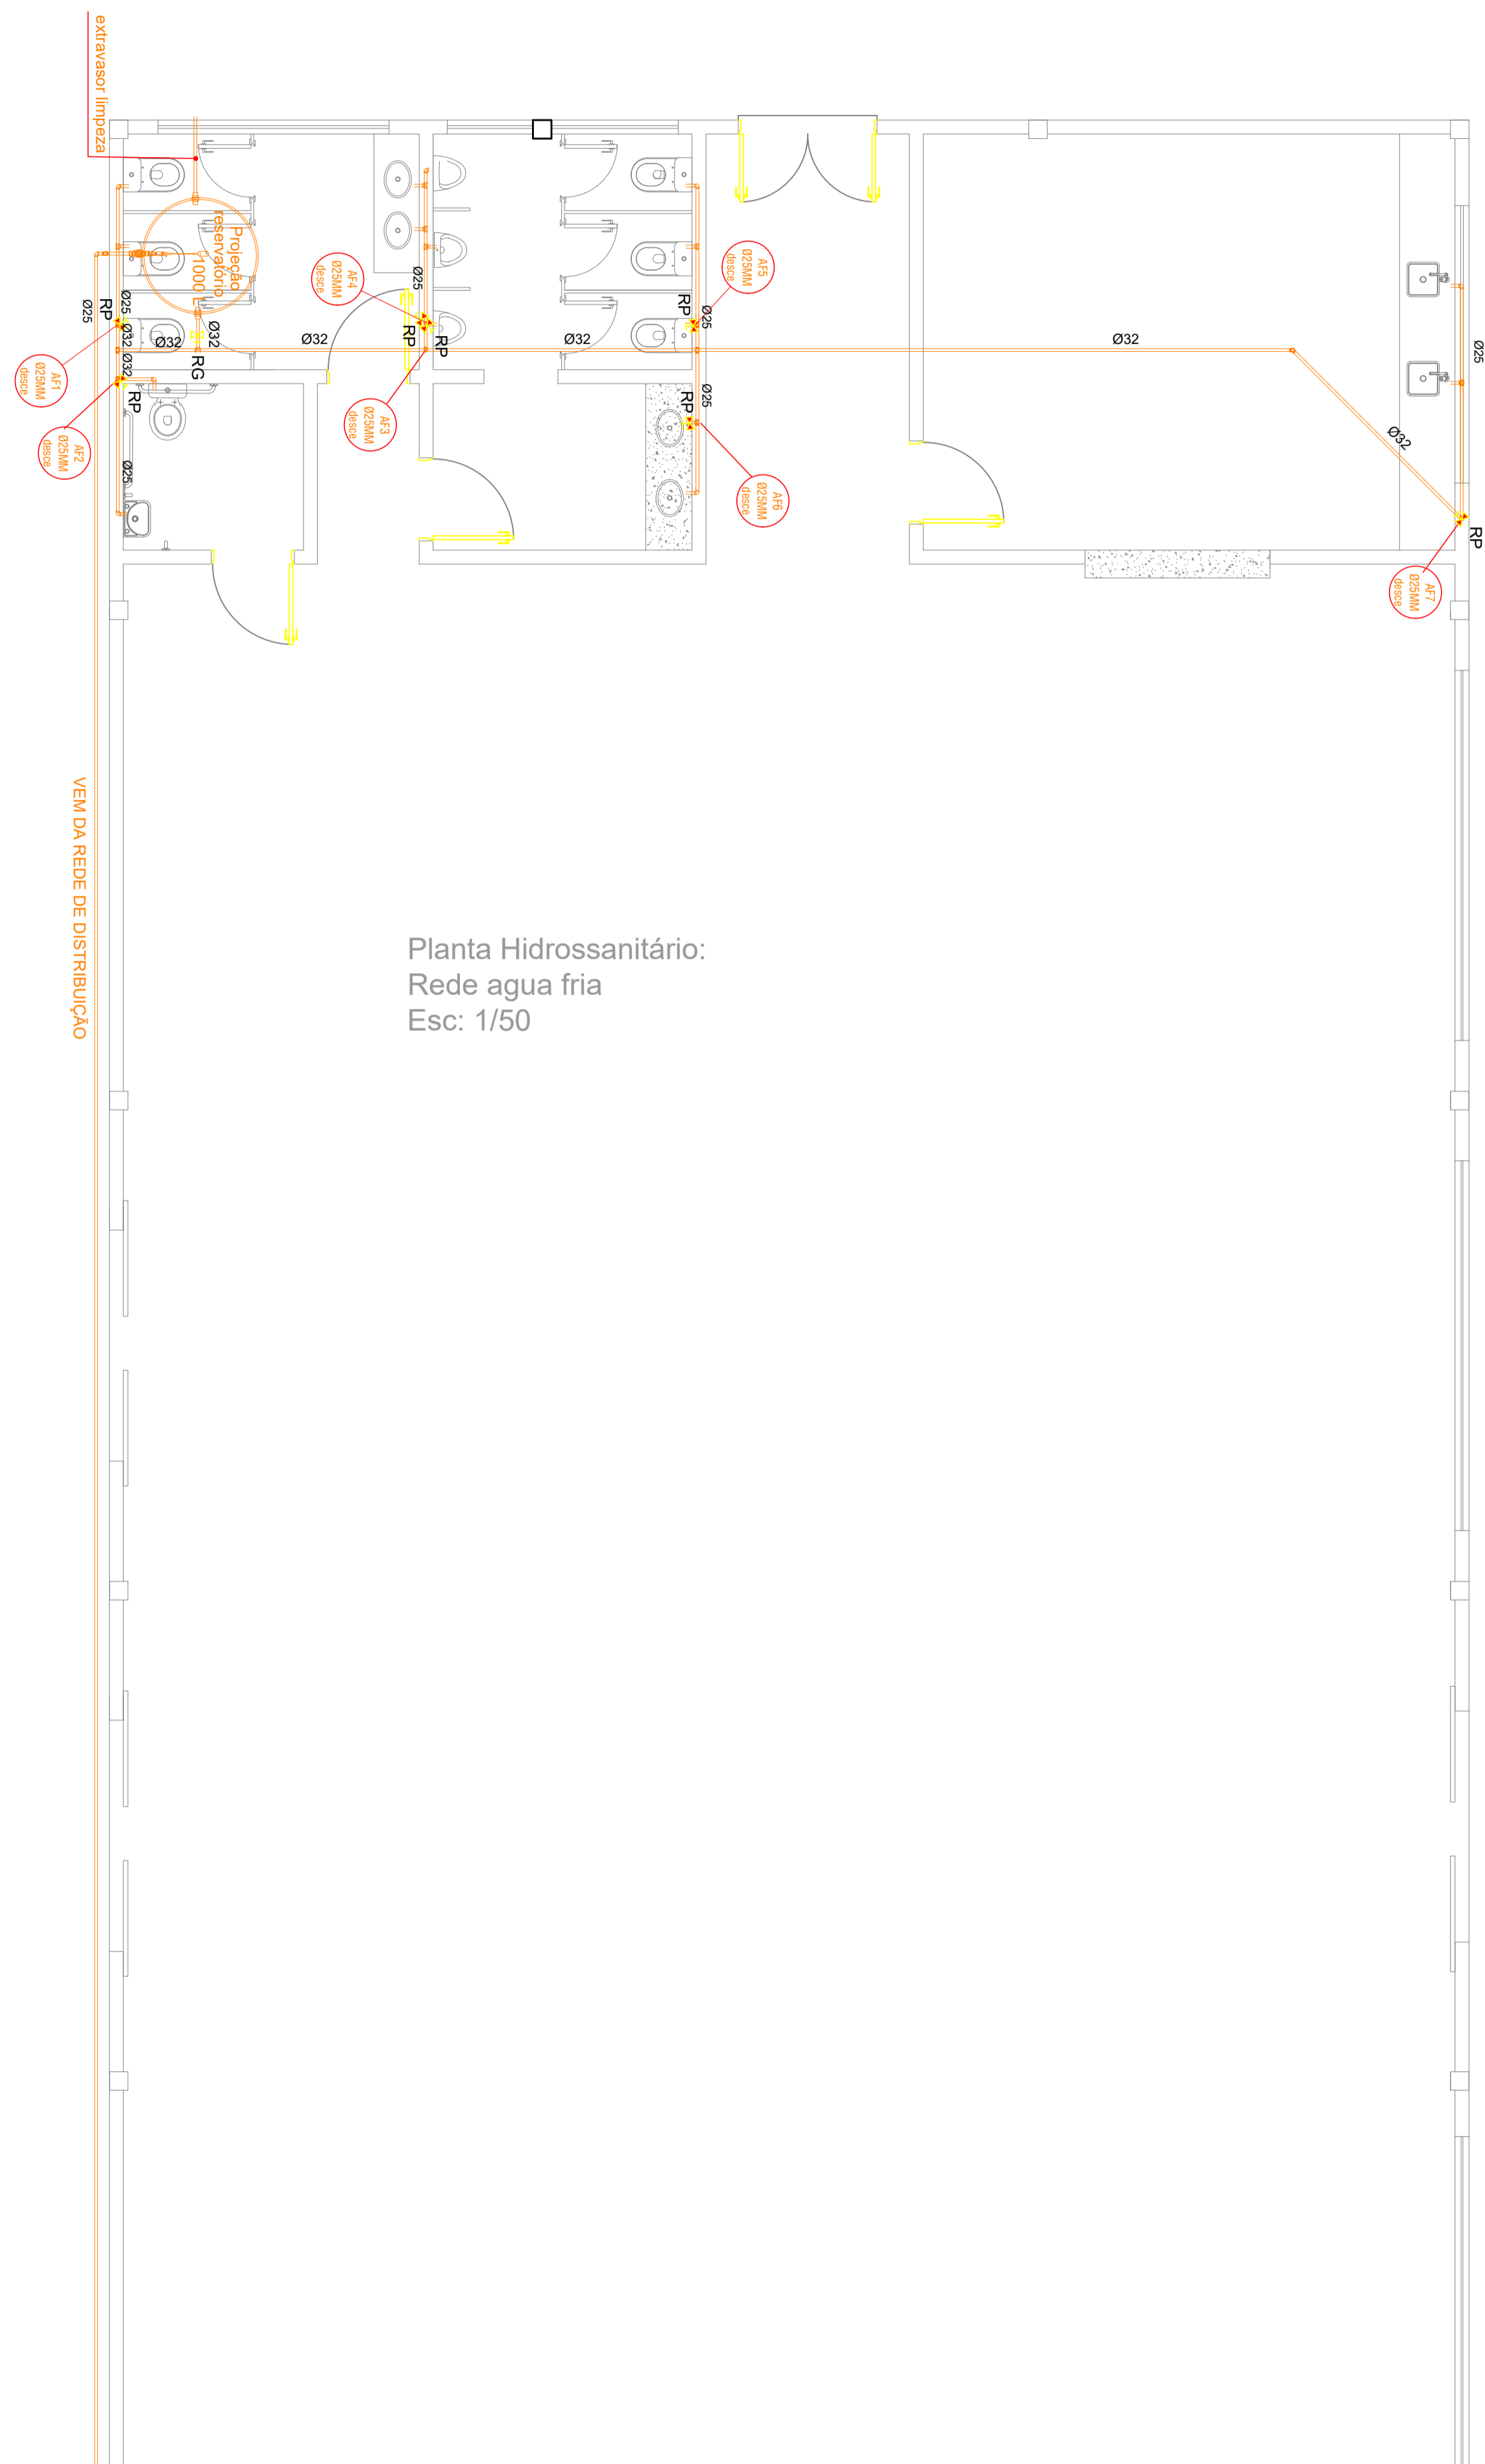 extravasor limpeza
Projeção
reservatório
1000 L
AF4
Ø25MM
desce
AF5
Ø25MM
desce
Ø25
Ø25
RP
Ø25
RP
RP
RP
Ø25
Ø32
Ø32
Ø32
RG
Ø32
Ø32
Ø32
Ø32
Ø25
AF1
Ø25MM
desce
RP
Ø25
AF2
Ø25MM
desce
AF3
Ø25MM
desce
Ø25
RP
AF6
Ø25MM
desce
Ø32
Ø25
RP
AF7
Ø25MM
desce
VEM DA REDE DE DISTRIBUIÇÃO
Planta Hidrossanitário:
Rede agua fria
Esc: 1/50